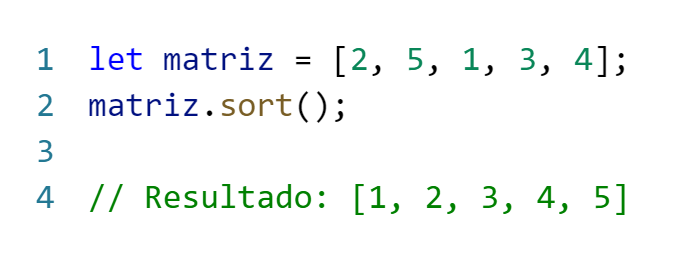 1 let matriz = [2, 5, 1, 3, 4];
2 matriz.sort();
3
4 // Resultado: [1, 2, 3, 4, 5]